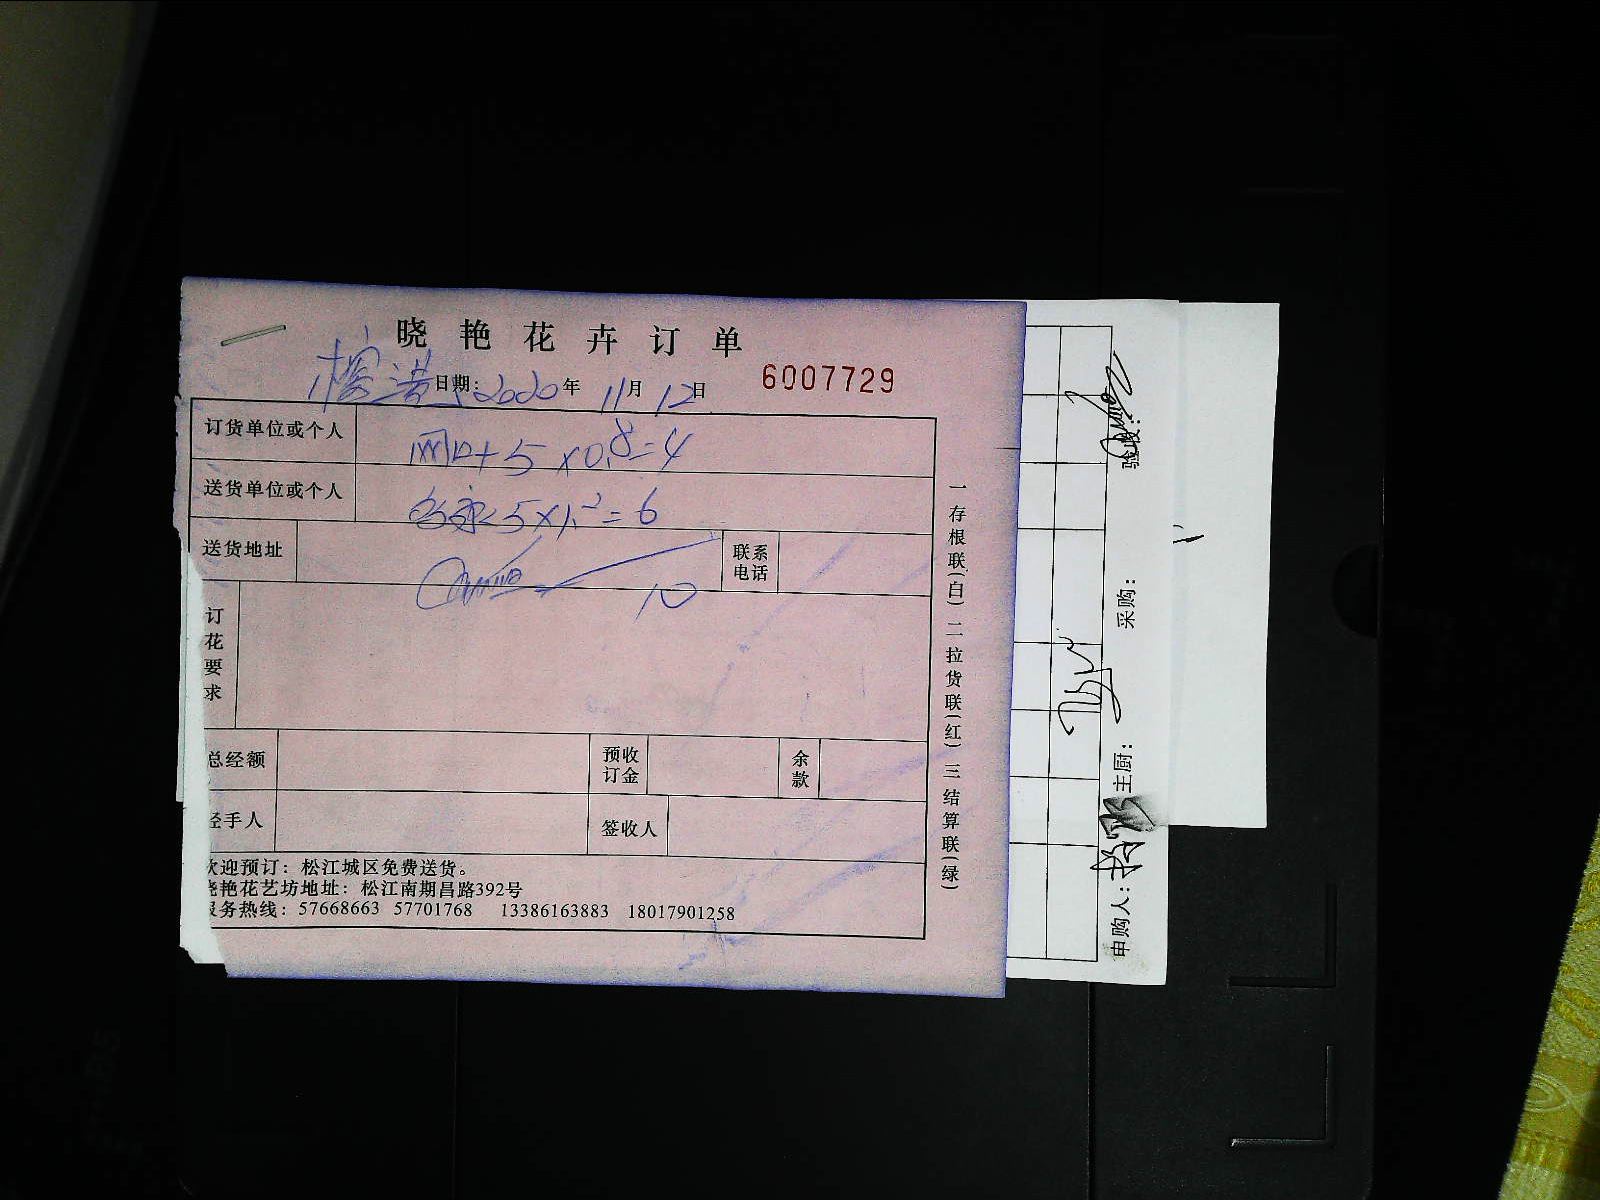 晓艳花卉订单
日期：2020年11月12日 6007729
订货单位或个人 5×0.8=4
送货单位或个人 5×1.2=6
送货地址 联系电话
10
订花要求
总经额 预收订金 余款
经手人 签收人
欢迎预订：松江城区免费送货。
晓艳花艺坊地址：松江南期昌路392号
服务热线：57668663 57701768 13386163883 18017901258
一存根联(白) 二拉货联(红) 三结算联(绿)
申购人： 主厨： 采购： 验收：